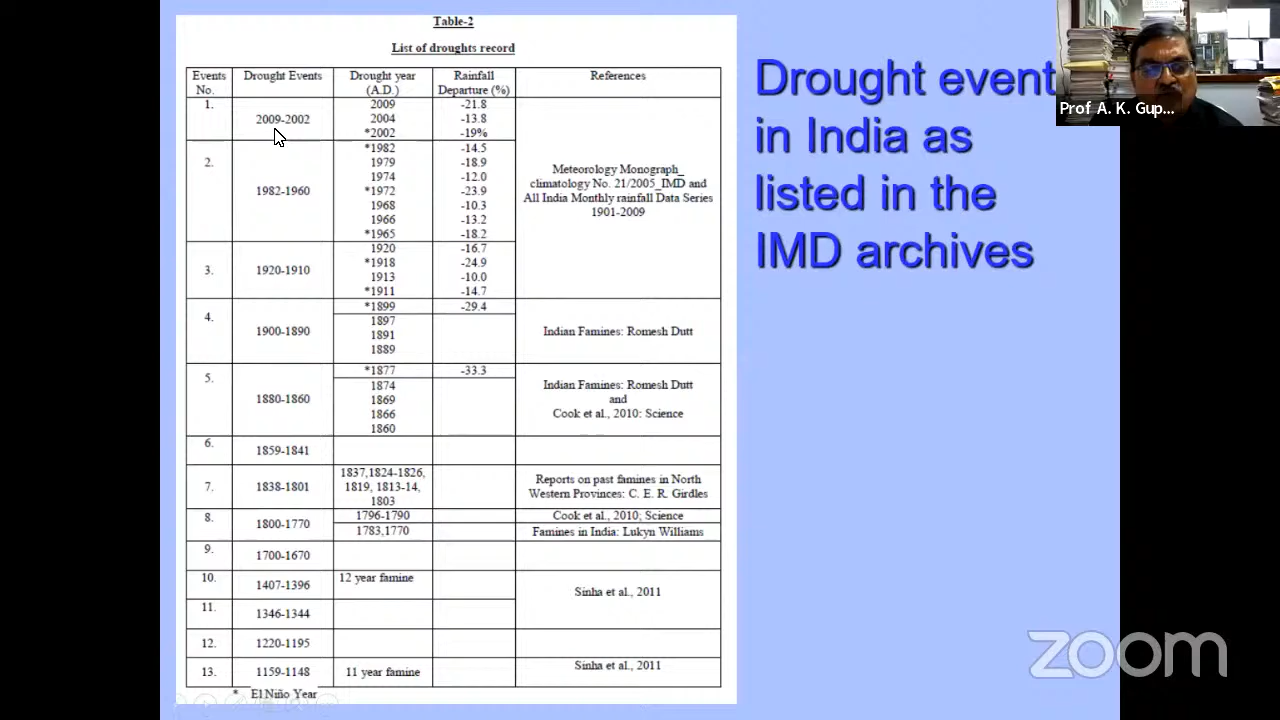 Table-2
List of droughts record
Events No. Drought Events Drought year (A.D.) Rainfall Departure (%) References
1. 2009-2002 2009 -21.8
2004 -13.8
*2002 -19%
2. 1982-1960 *1982 -14.5
1979 -18.9
1974 -12.0
*1972 -23.9
1968 -10.3
1966 -13.2
*1965 -18.2
Meteorology Monograph_
climatology No. 21/2005_IMD and
All India Monthly rainfall Data Series
1901-2009
3. 1920-1910 1920 -16.7
*1918 -24.9
1913 -10.0
*1911 -14.7
4. 1900-1890 *1899 -29.4
1897
1891
1889
Indian Famines: Romesh Dutt
5. 1880-1860 *1877 -33.3
1874
1869
1866
1860
Indian Famines: Romesh Dutt
and
Cook et al., 2010: Science
6. 1859-1841
7. 1838-1801 1837,1824-1826,
1819, 1813-14,
1803
Reports on past famines in North
Western Provinces: C. E. R. Girdles
8. 1800-1770 1796-1790 Cook et al., 2010; Science
1783,1770 Famines in India: Lukyn Williams
9. 1700-1670
10. 1407-1396 12 year famine
Sinha et al., 2011
11. 1346-1344
12. 1220-1195
13. 1159-1148 11 year famine Sinha et al., 2011
* El Niño Year
Drought event
in India as
listed in the
IMD archives
Prof A. K. Gup...
zoom